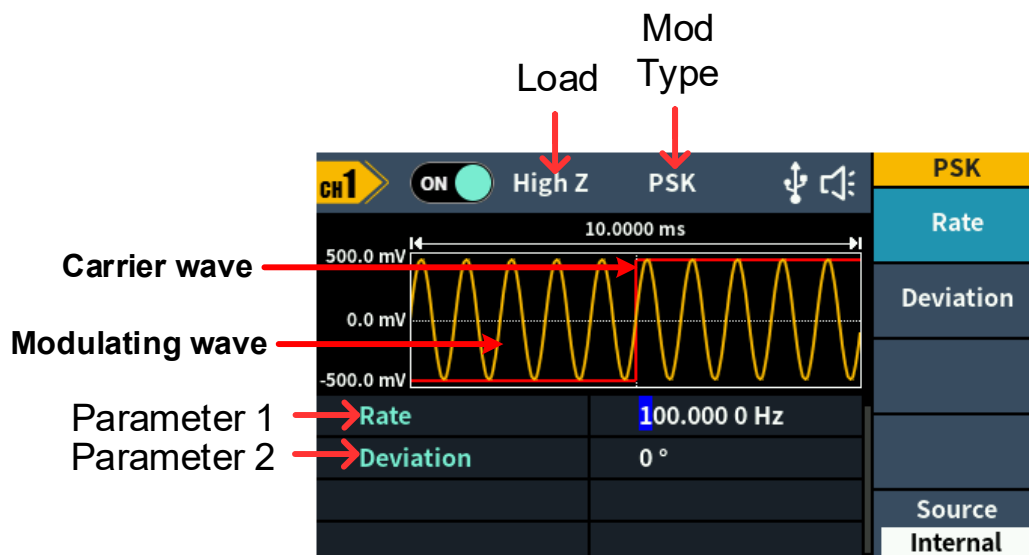 Mod
Type
Load
CH1
ON
High Z
PSK
PSK
Rate
Deviation
Source
Internal
10.0000 ms
500.0 mV
0.0 mV
-500.0 mV
Carrier wave
Modulating wave
Parameter 1
Rate
100.000 0 Hz
Parameter 2
Deviation
0 °